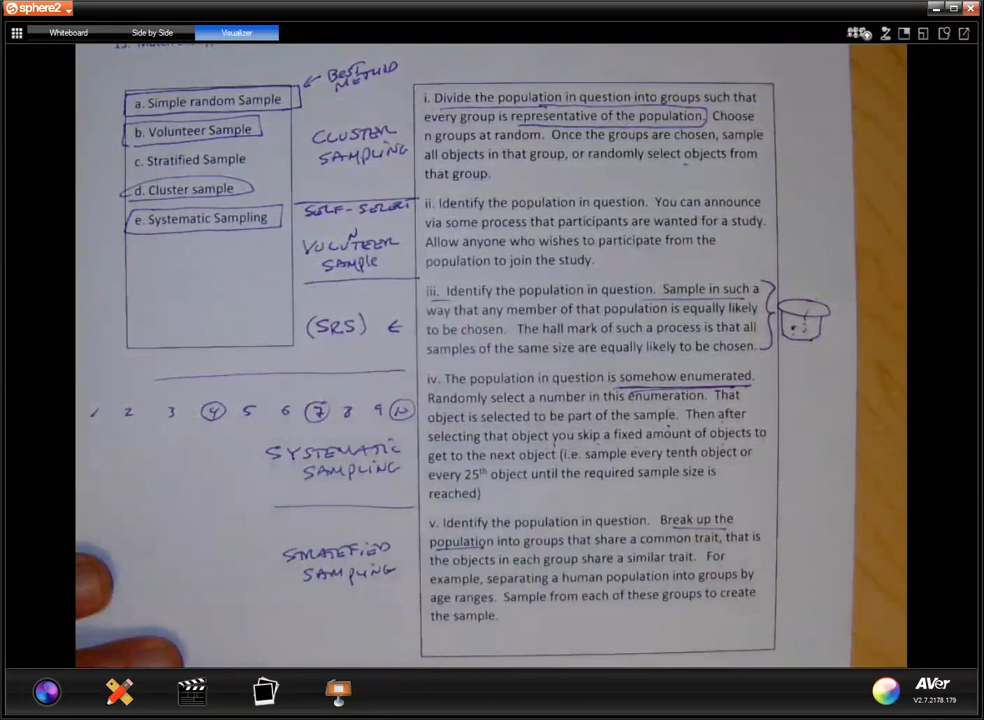 sphere2
Whiteboard
Side by Side
Visualizer
a. Simple random Sample
b. Volunteer Sample
c. Stratified Sample
d. Cluster sample
e. Systematic Sampling
BEST
METHOD
CLUSTER
SAMPLING
SELF-SELECT
VOLUNTEER
SAMPLE
(SRS) ←
1 2 3 4 5 6 7 8 9 10
SYSTEMATIC
SAMPLING
STRATEFIED
SAMPLING
i. Divide the population in question into groups such that
every group is representative of the population. Choose
n groups at random. Once the groups are chosen, sample
all objects in that group, or randomly select objects from
that group.
ii. Identify the population in question. You can announce
via some process that participants are wanted for a study.
Allow anyone who wishes to participate from the
population to join the study.
iii. Identify the population in question. Sample in such a
way that any member of that population is equally likely
to be chosen. The hall mark of such a process is that all
samples of the same size are equally likely to be chosen.
iv. The population in question is somehow enumerated.
Randomly select a number in this enumeration. That
object is selected to be part of the sample. Then after
selecting that object you skip a fixed amount of objects to
get to the next object (i.e. sample every tenth object or
every 25th object until the required sample size is
reached)
v. Identify the population in question. Break up the
population into groups that share a common trait, that is
the objects in each group share a similar trait. For
example, separating a human population into groups by
age ranges. Sample from each of these groups to create
the sample.
AVer
V2.7.2178.179